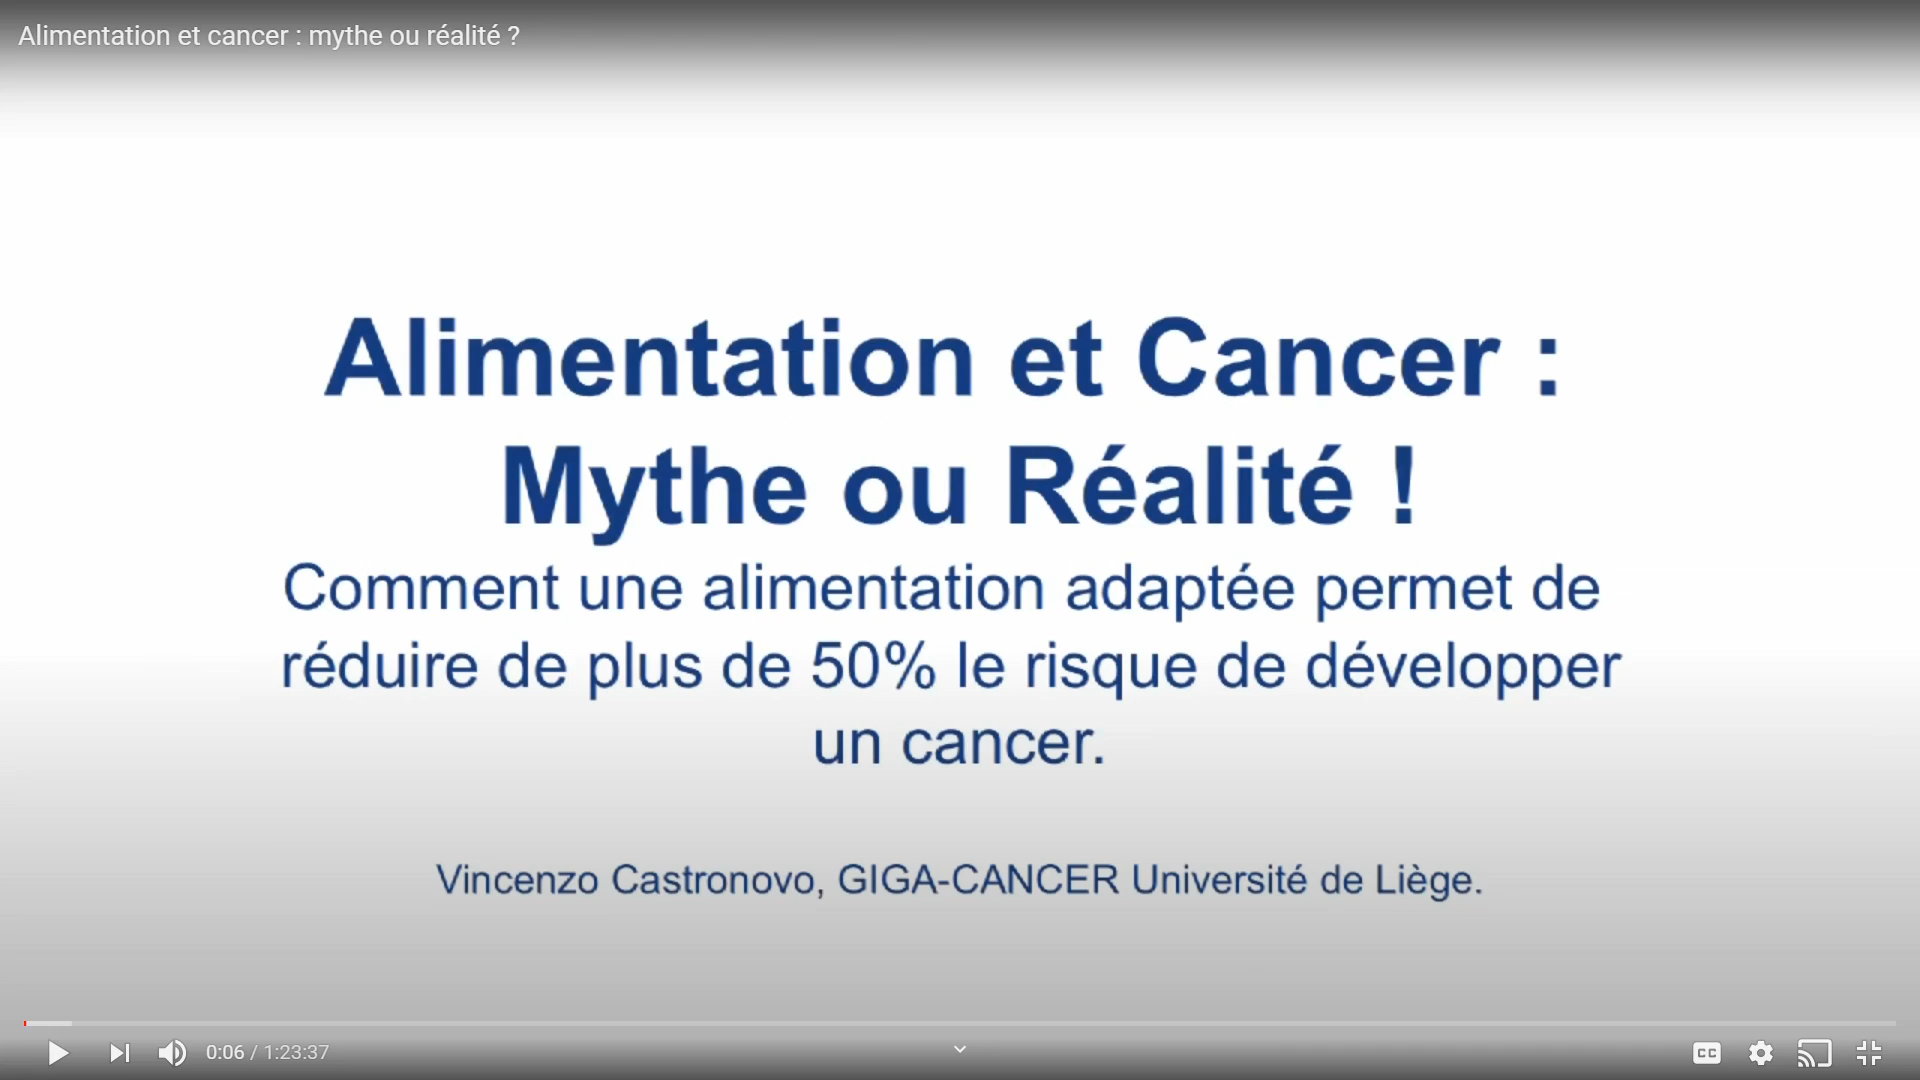 Alimentation et cancer : mythe ou réalité ?
Alimentation et Cancer :
Mythe ou Réalité !
Comment une alimentation adaptée permet de
réduire de plus de 50% le risque de développer
un cancer.
Vincenzo Castronovo, GIGA-CANCER Université de Liège.
0:06 / 1:23:37
CC